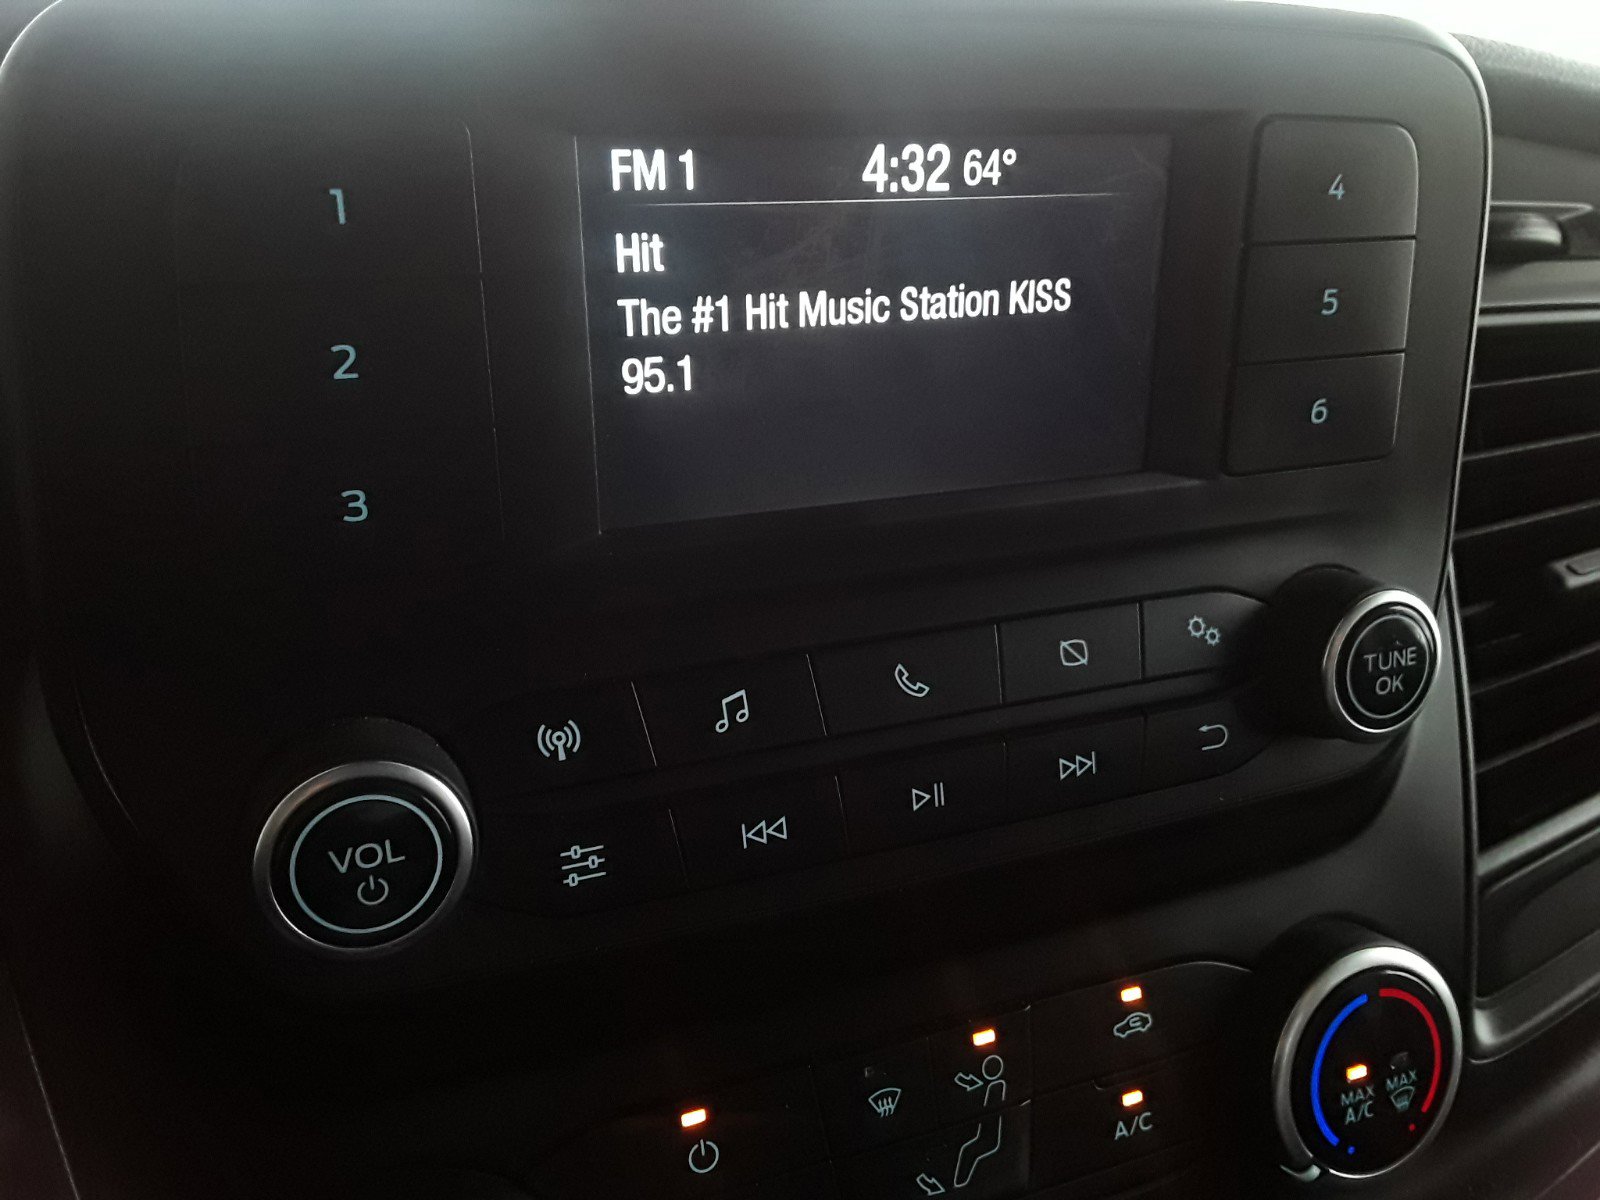 FM 1 4:32 64°
Hit
The #1 Hit Music Station KISS
95.1
1
2
3
4
5
6
TUNE
OK
VOL
A/C
MAX
A/C
MAX